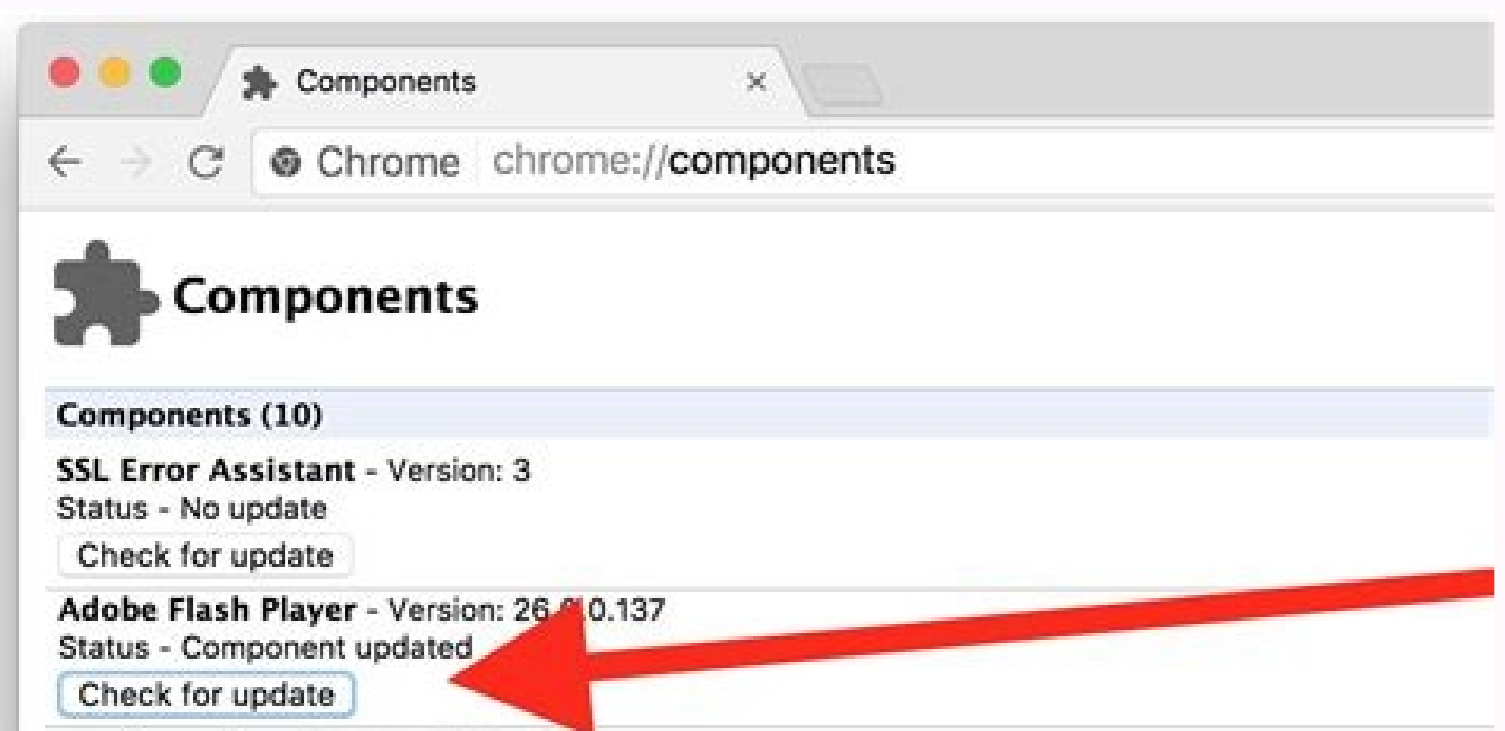 Components
Chrome chrome://components
Components
Components (10)
SSL Error Assistant - Version: 3
Status - No update
Check for update
Adobe Flash Player - Version: 26 0.137
Status - Component updated
Check for update